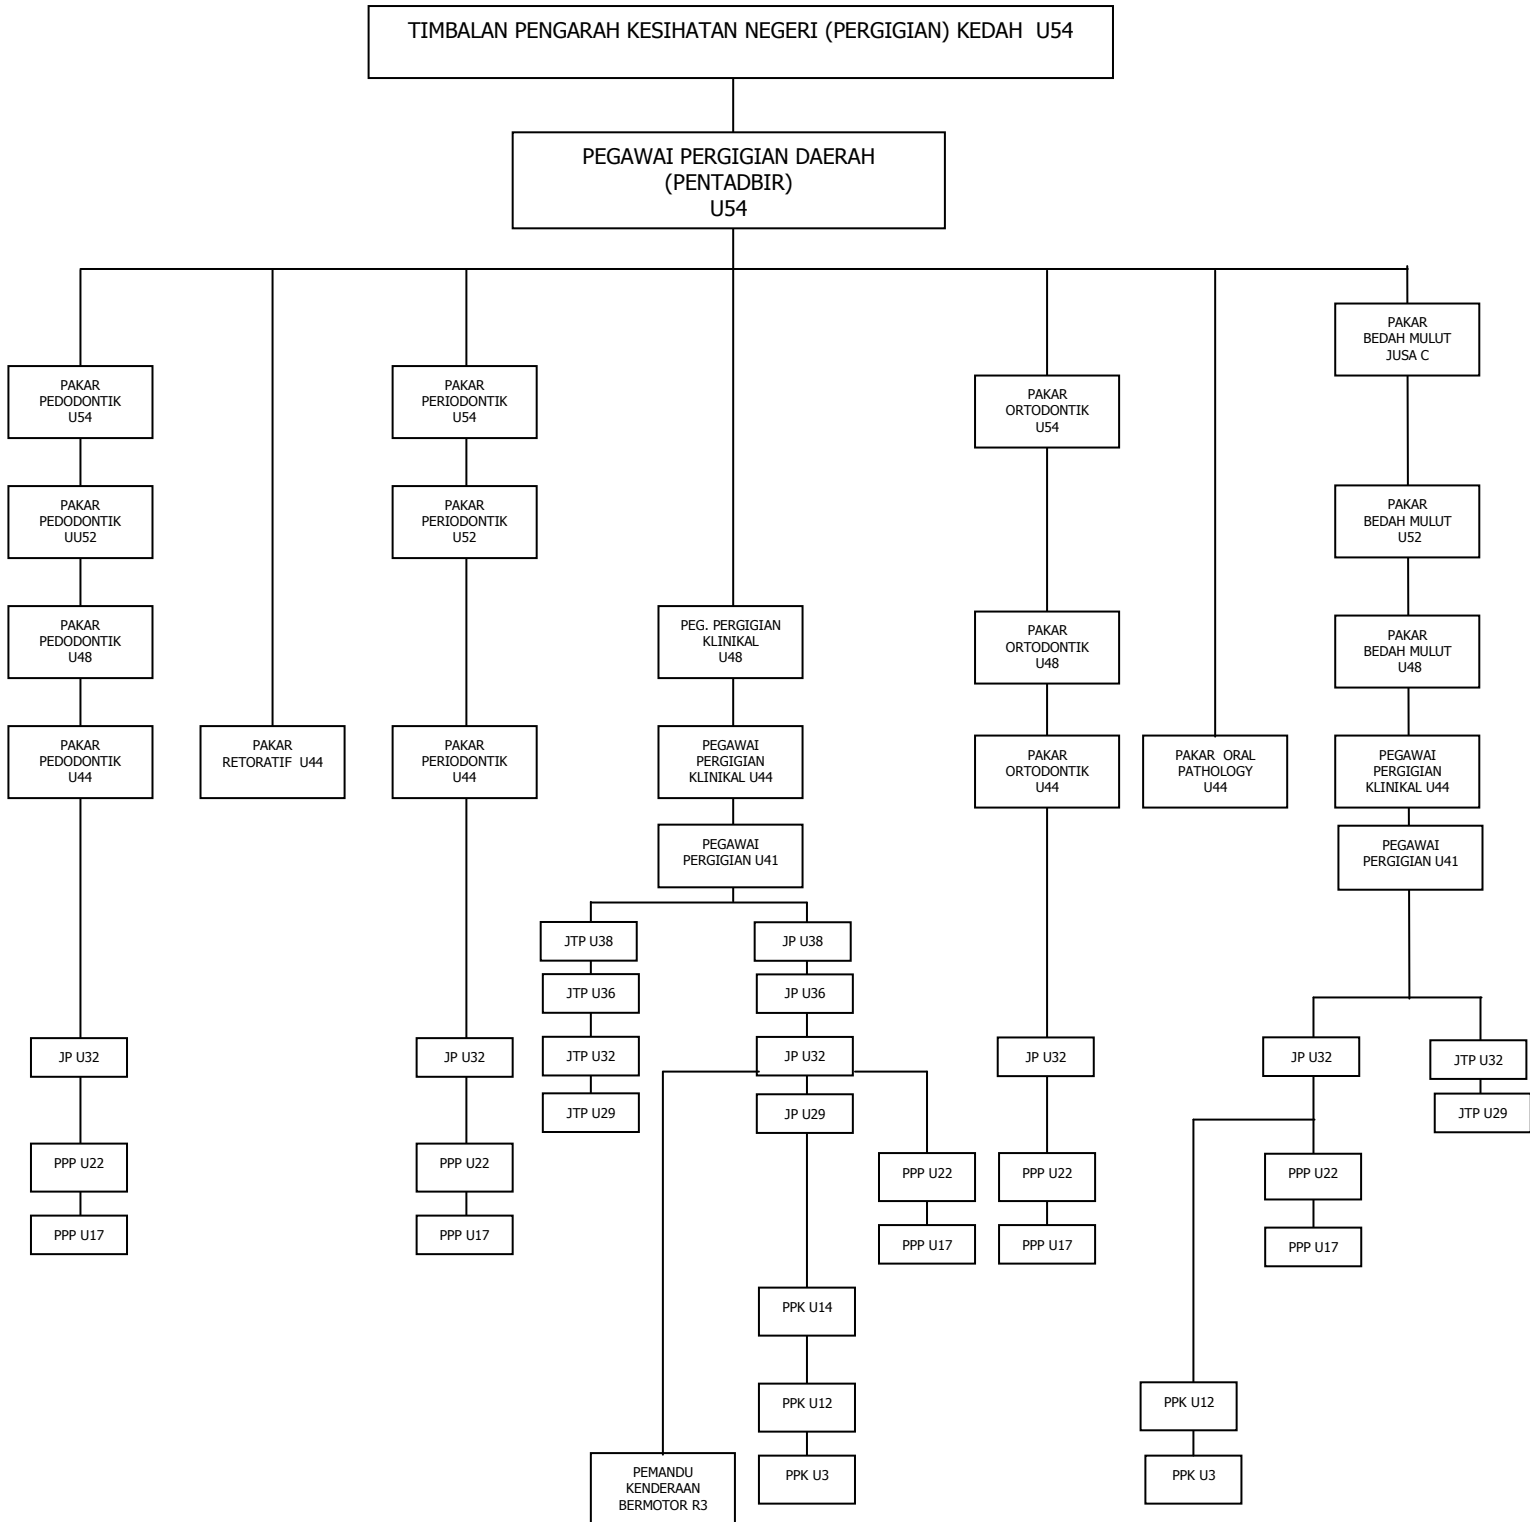 TIMBALAN PENGARAH KESIHATAN NEGERI (PERGIGIAN) KEDAH U54
PEGAWAI PERGIGIAN DAERAH
(PENTADBIR)
U54
PAKAR
PEDODONTIK
U54
PAKAR
PEDODONTIK
UU52
PAKAR
PEDODONTIK
U48
PAKAR
PEDODONTIK
U44
JP U32
PPP U22
PPP U17
PAKAR
RETORATIF U44
PAKAR
PERIODONTIK
U54
PAKAR
PERIODONTIK
U52
PAKAR
PERIODONTIK
U44
JP U32
PPP U22
PPP U17
PEG. PERGIGIAN
KLINIKAL
U48
PEGAWAI
PERGIGIAN
KLINIKAL U44
PEGAWAI
PERGIGIAN U41
JTP U38
JTP U36
JTP U32
JTP U29
JP U38
JP U36
JP U32
JP U29
PPP U22
PPP U17
PPK U14
PPK U12
PPK U3
PEMANDU
KENDERAAN
BERMOTOR R3
PAKAR
ORTODONTIK
U54
PAKAR
ORTODONTIK
U48
PAKAR
ORTODONTIK
U44
JP U32
PPP U22
PPP U17
PAKAR ORAL
PATHOLOGY
U44
PAKAR
BEDAH MULUT
JUSA C
PAKAR
BEDAH MULUT
U52
PAKAR
BEDAH MULUT
U48
PEGAWAI
PERGIGIAN
KLINIKAL U44
PEGAWAI
PERGIGIAN U41
JP U32
JTP U32
JTP U29
PPP U22
PPP U17
PPK U12
PPK U3